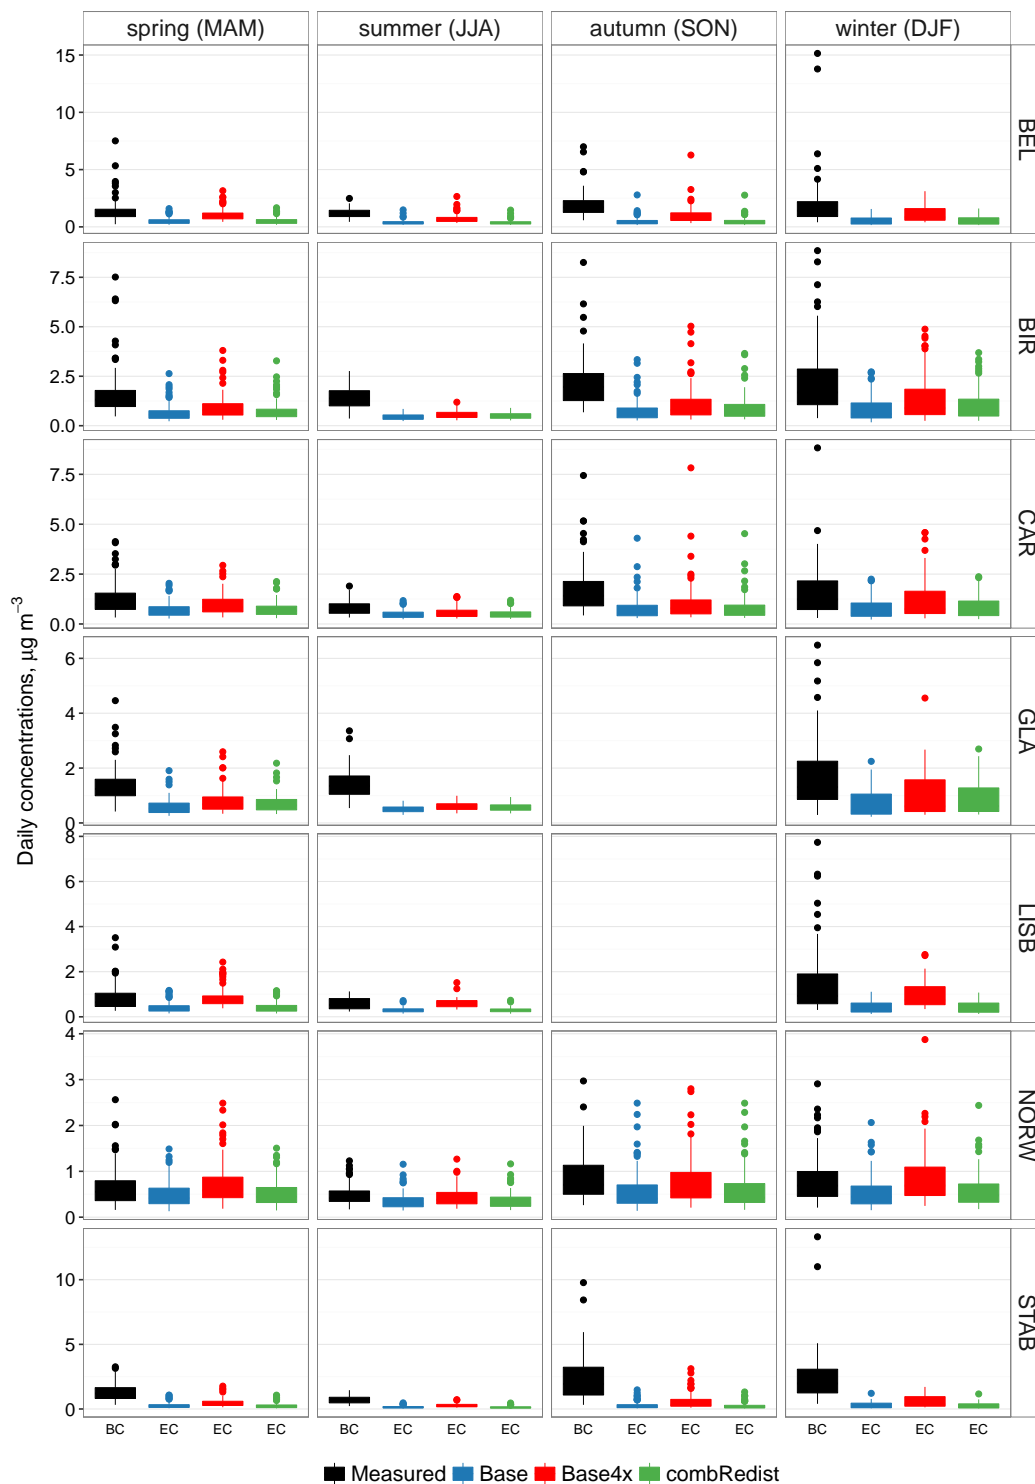 spring (MAM) summer (JJA) autumn (SON) winter (DJF)
Daily concentrations, µg m⁻³
15
10
5
0
BEL
7.5
5.0
2.5
0.0
BIR
7.5
5.0
2.5
0.0
CAR
6
4
2
0
GLA
8
6
4
2
0
LISB
4
3
2
1
0
NORW
10
5
0
STAB
BC EC EC EC BC EC EC EC BC EC EC EC BC EC EC EC
Measured Base Base4x combRedist